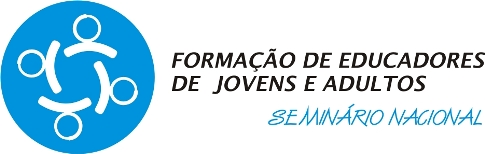 FORMAÇÃO DE EDUCADORES
DE JOVENS E ADULTOS
SEMINÁRIO NACIONAL